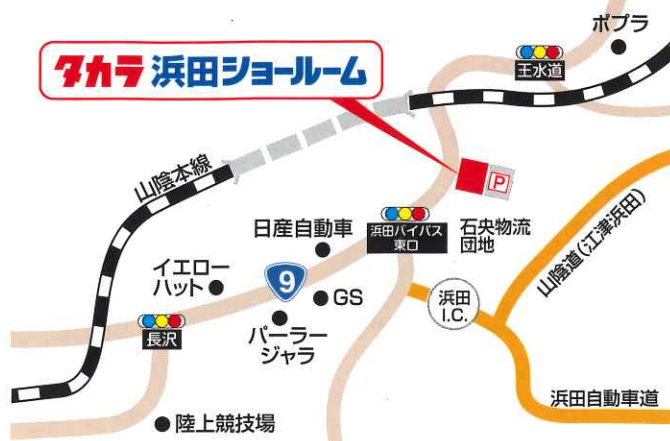 ポプラ
王水道
タカラ 浜田ショールーム
山陰本線
P
日産自動車
浜田バイパス
東口
石央物流
団地
山陰道(江津浜田)
イエロー
ハット
9
GS
浜田
I.C.
長沢
パーラー
ジャラ
浜田自動車道
陸上競技場